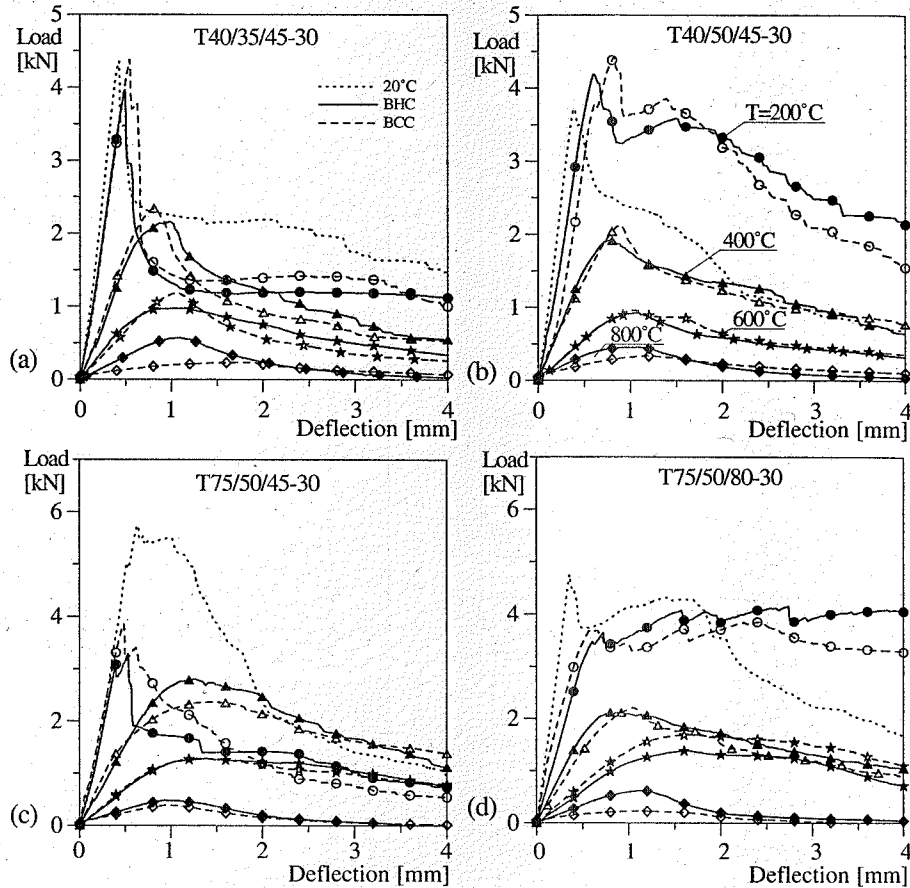 Load
[kN]
5
4
3
2
1
0
T40/35/45-30
20°C
BHC
BCC
(a)
0
1
2
3
4
Deflection [mm]
Load
[kN]
5
4
3
2
1
0
T40/50/45-30
T=200°C
400°C
600°C
800°C
(b)
0
1
2
3
4
Deflection [mm]
Load
[kN]
6
4
2
0
T75/50/45-30
(c)
0
1
2
3
4
Deflection [mm]
Load
[kN]
6
4
2
0
T75/50/80-30
(d)
0
1
2
3
4
Deflection [mm]